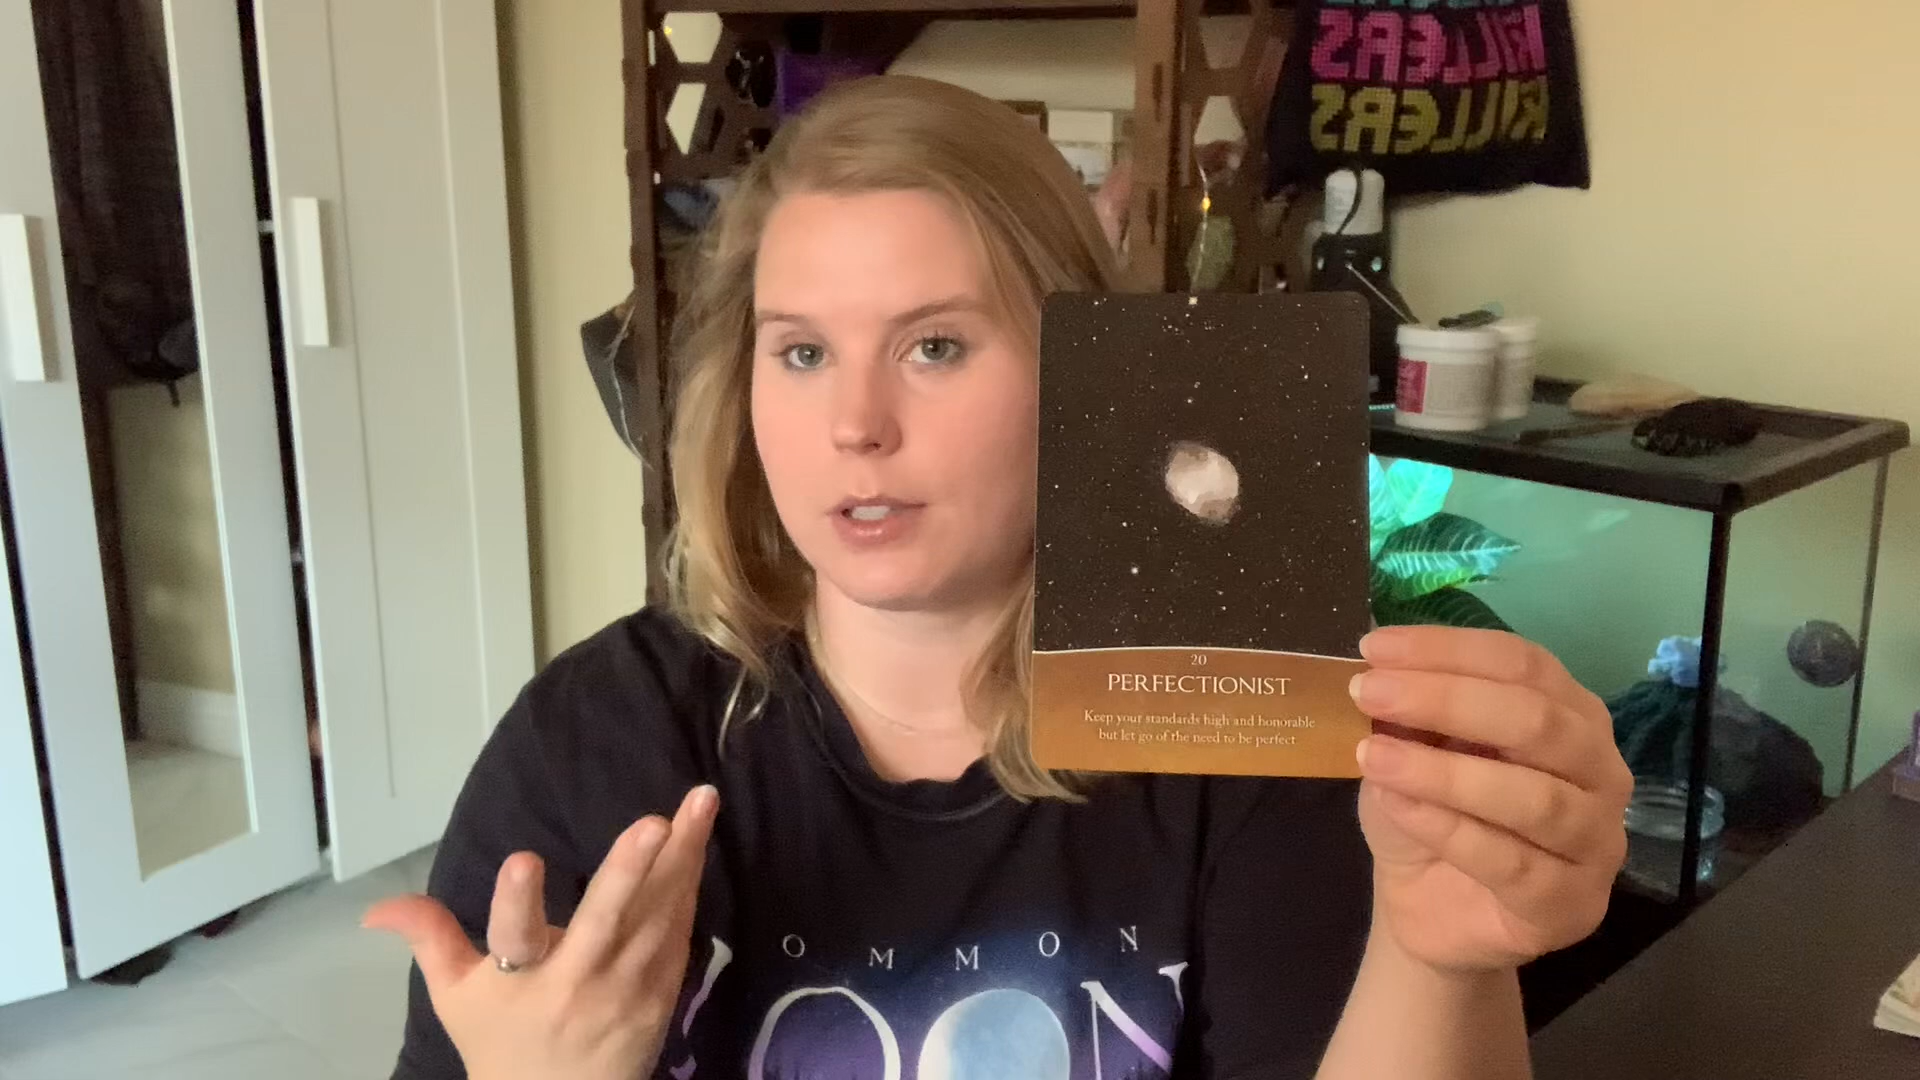 KILLERS
KILLERS
20
PERFECTIONIST
Keep your standards high and honorable
but let go of the need to be perfect
OMMON
OON